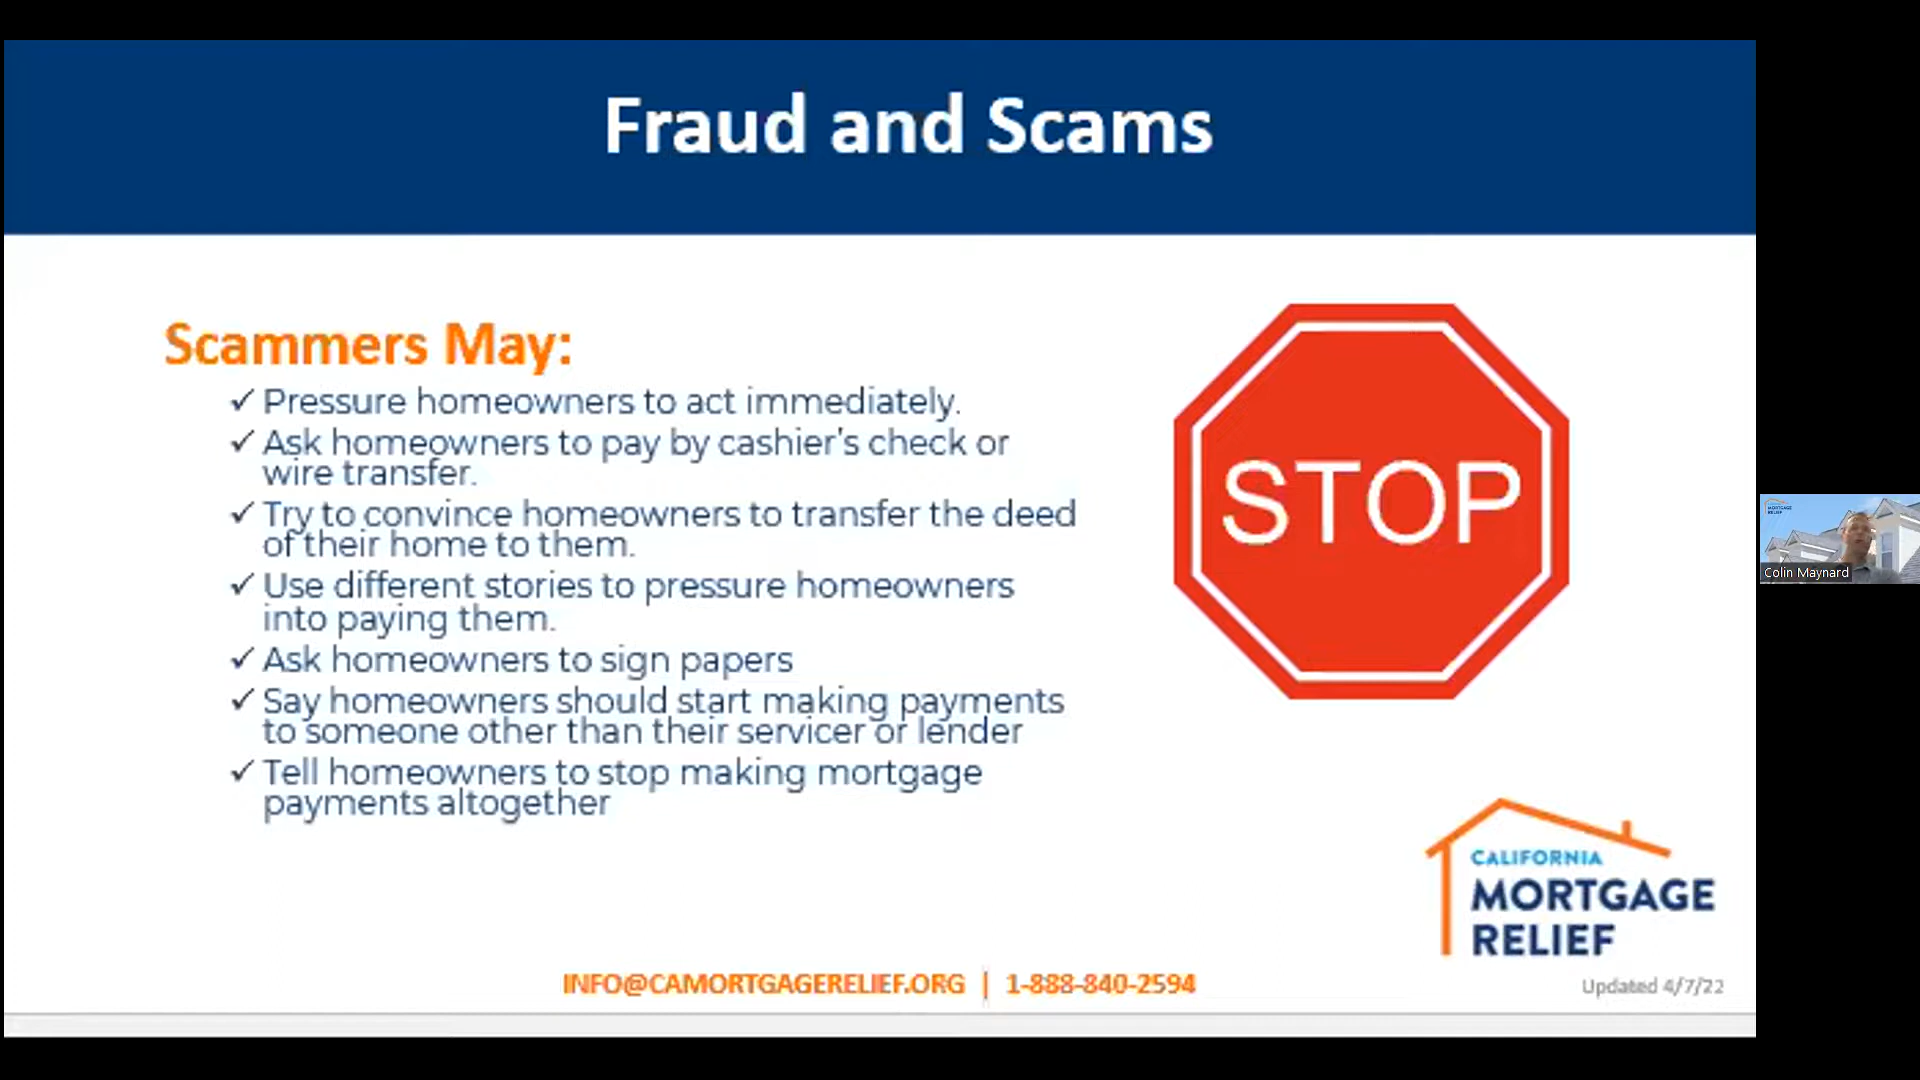 Fraud and Scams
Scammers May:
✓ Pressure homeowners to act immediately.
✓ Ask homeowners to pay by cashier's check or
wire transfer.
✓ Try to convince homeowners to transfer the deed
of their home to them.
✓ Use different stories to pressure homeowners
into paying them.
✓ Ask homeowners to sign papers
✓ Say homeowners should start making payments
to someone other than their servicer or lender
✓ Tell homeowners to stop making mortgage
payments altogether
STOP
MORTGAGE
RELIEF
Colin Maynard
CALIFORNIA
MORTGAGE
RELIEF
INFO@CAMORTGAGERELIEF.ORG | 1-888-840-2594
Updated 4/7/22